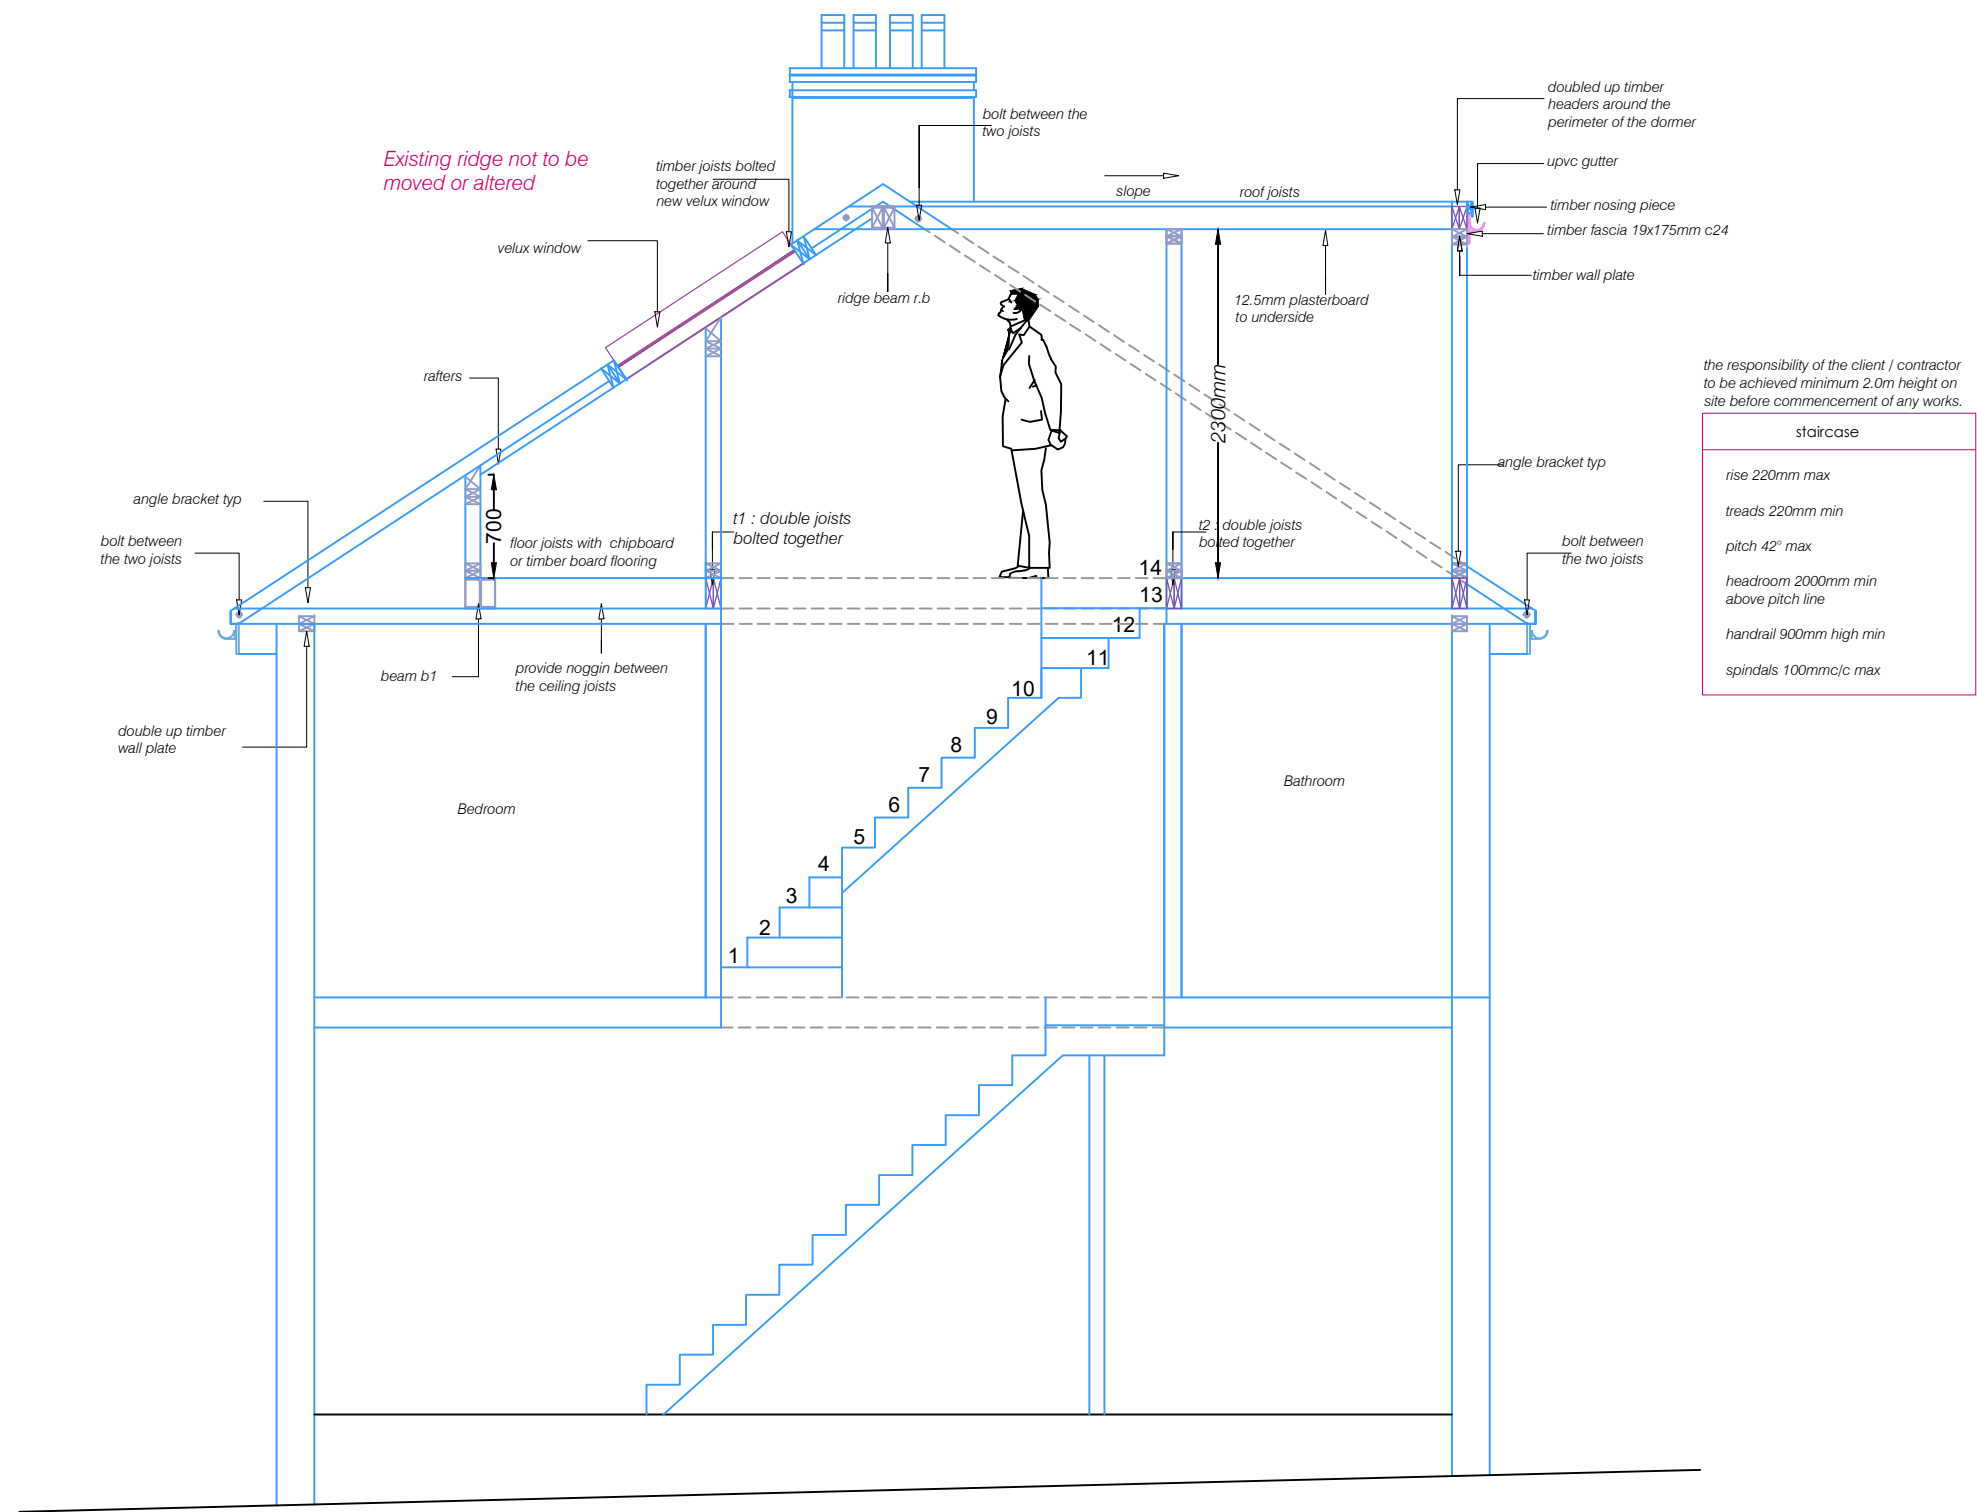 doubled up timber
headers around the
perimeter of the dormer
bolt between the
two joists
Existing ridge not to be
moved or altered
timber joists bolted
together around
new velux window
upvc gutter
slope
roof joists
timber nosing piece
timber fascia 19x175mm c24
velux window
timber wall plate
ridge beam r.b
12.5mm plasterboard
to underside
rafters
2300mm
the responsibility of the client / contractor
to be achieved minimum 2.0m height on
site before commencement of any works.
staircase
rise 220mm max
treads 220mm min
pitch 42° max
headroom 2000mm min
above pitch line
handrail 900mm high min
spindals 100mmc/c max
angle bracket typ
angle bracket typ
bolt between
the two joists
700
floor joists with chipboard
or timber board flooring
t1 : double joists
bolted together
t2 : double joists
bolted together
bolt between
the two joists
14
13
12
11
10
9
8
7
6
5
4
3
2
1
beam b1
provide noggin between
the ceiling joists
double up timber
wall plate
Bedroom
Bathroom